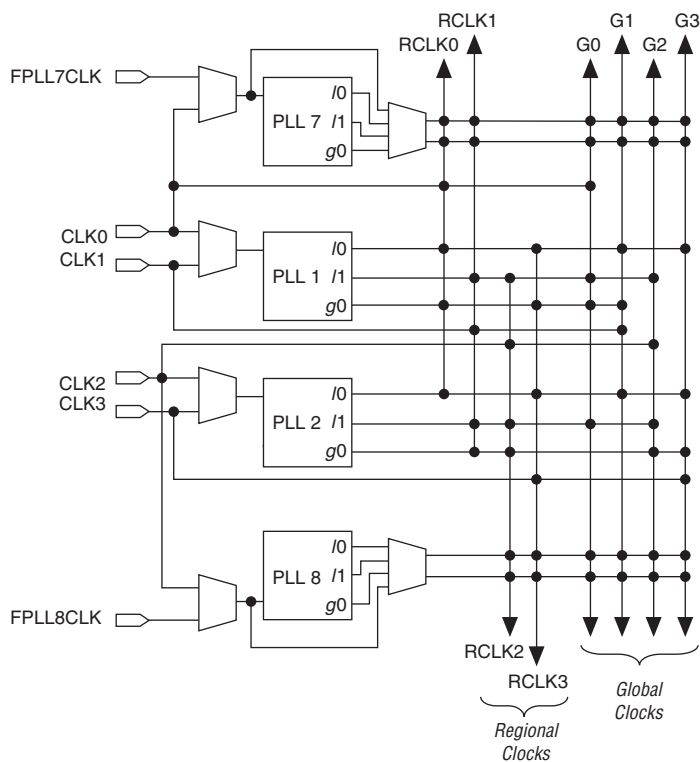 RCLK1
RCLK0
G0
G1
G2
G3
FPLL7CLK
PLL 7
l0
l1
g0
CLK0
CLK1
PLL 1
l0
l1
g0
CLK2
CLK3
PLL 2
l0
l1
g0
PLL 8
l0
l1
g0
FPLL8CLK
RCLK2
RCLK3
Regional
Clocks
Global
Clocks